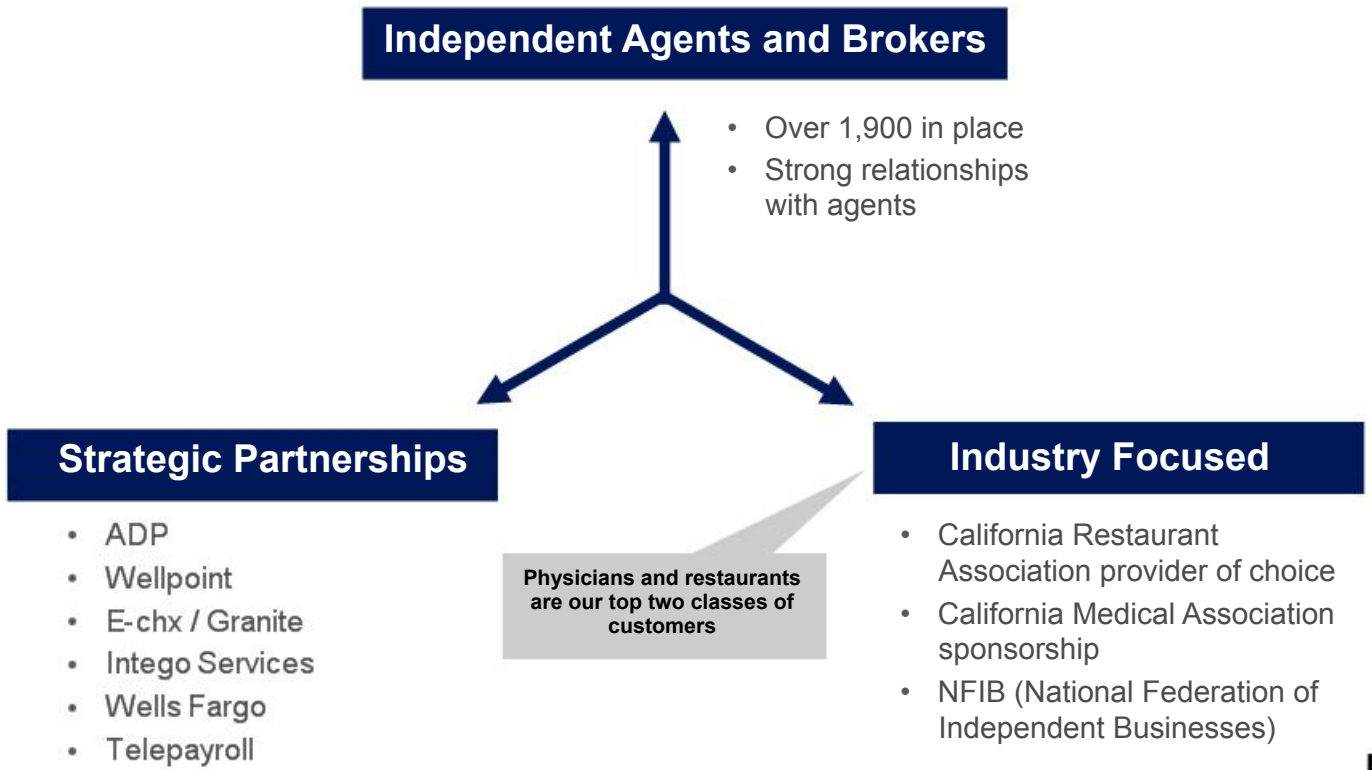 Independent Agents and Brokers
• Over 1,900 in place
• Strong relationships
with agents
Strategic Partnerships
• ADP
• Wellpoint
• E-chx / Granite
• Intego Services
• Wells Fargo
• Telepayroll
Physicians and restaurants
are our top two classes of
customers
Industry Focused
• California Restaurant
Association provider of choice
• California Medical Association
sponsorship
• NFIB (National Federation of
Independent Businesses)